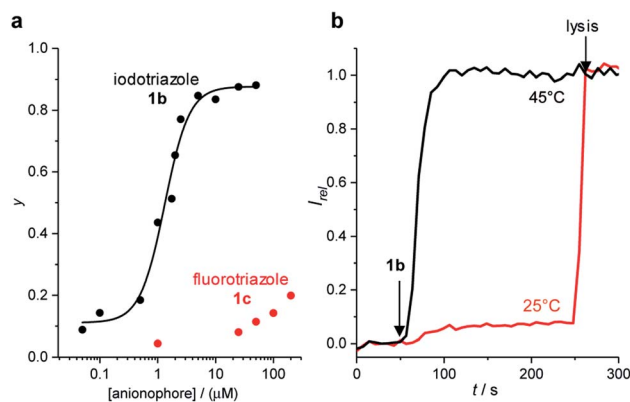 a
b
1.0
0.8
0.6
0.4
0.2
0.0
y
iodotriazole
1b
fluorotriazole
1c
0.1 1 10 100
[anionophore] / (μM)
lysis
1.0
0.8
0.6
0.4
0.2
0.0
I_rel
45°C
1b
25°C
0 100 200 300
t / s